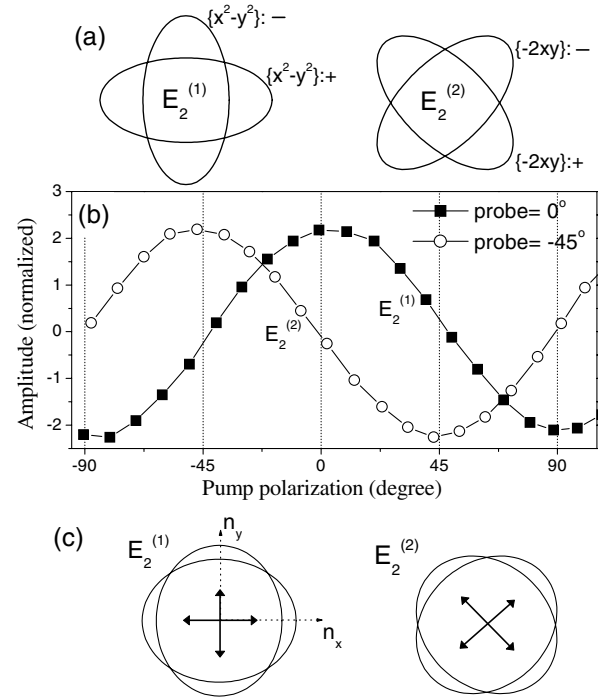 (a)
{x²-y²}: –
{x²-y²}:+
E₂⁽¹⁾
{-2xy}: –
E₂⁽²⁾
{-2xy}:+
(b)
probe= 0°
probe= -45°
E₂⁽¹⁾
E₂⁽²⁾
Amplitude (normalized)
3
2
1
0
-1
-2
-90
-45
0
45
90
Pump polarization (degree)
(c)
E₂⁽¹⁾
n_y
n_x
E₂⁽²⁾